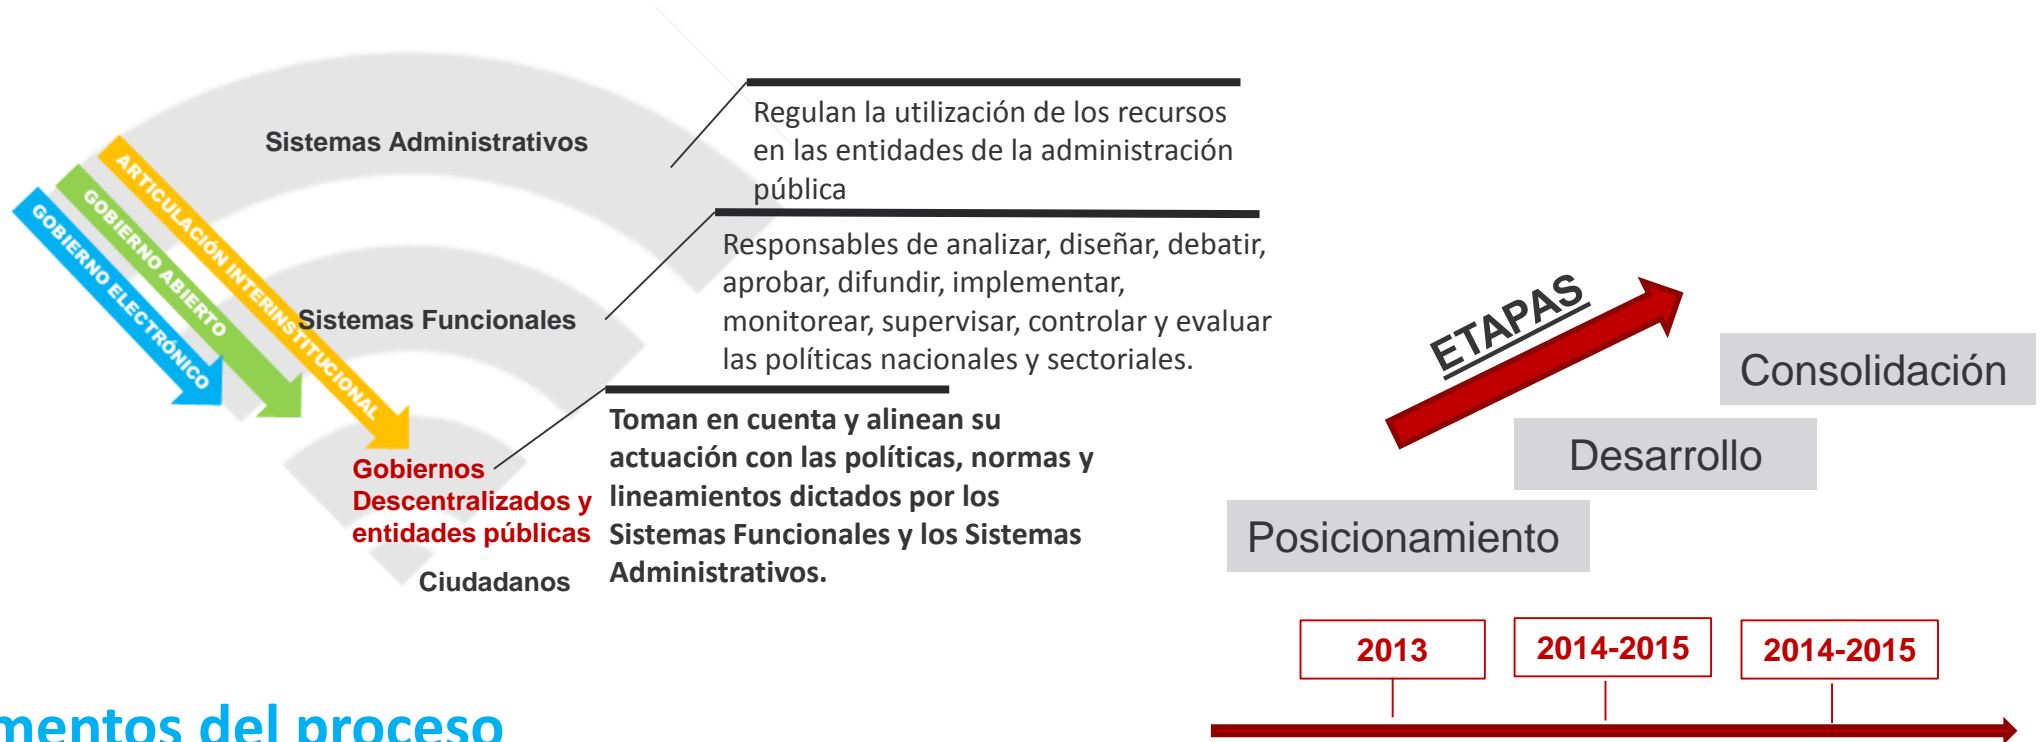 Sistemas Administrativos
Regulan la utilización de los recursos
en las entidades de la administración
pública
ARTICULACIÓN INTERINSTITUCIONAL
GOBIERNO ABIERTO
GOBIERNO ELECTRÓNICO
Sistemas Funcionales
Responsables de analizar, diseñar, debatir,
aprobar, difundir, implementar,
monitorear, supervisar, controlar y evaluar
las políticas nacionales y sectoriales.
Gobiernos
Descentralizados y
entidades públicas
Toman en cuenta y alinean su
actuación con las políticas, normas y
lineamientos dictados por los
Sistemas Funcionales y los Sistemas
Administrativos.
Ciudadanos
ETAPAS
Consolidación
Desarrollo
Posicionamiento
2013
2014-2015
2014-2015
del proceso